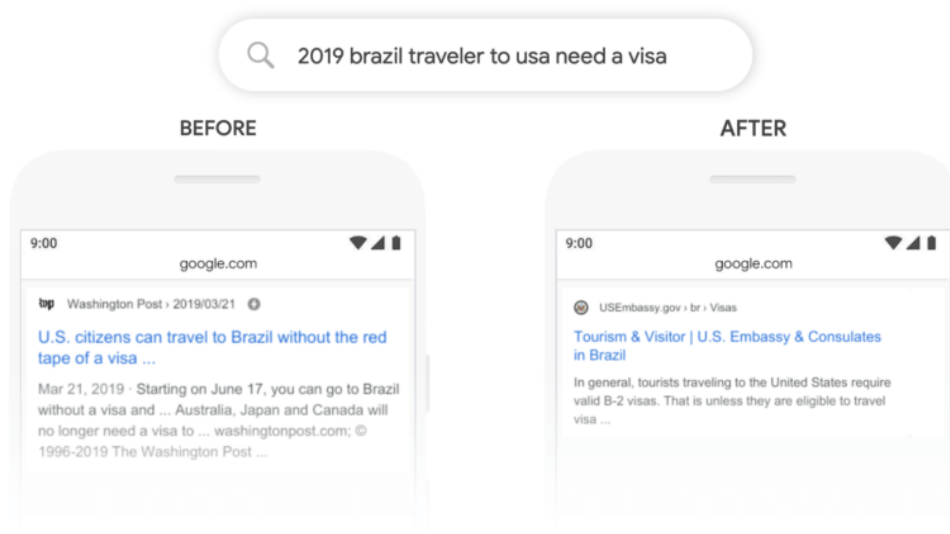 2019 brazil traveler to usa need a visa
BEFORE
9:00
google.com
wp Washington Post › 2019/03/21
U.S. citizens can travel to Brazil without the red
tape of a visa ...
Mar 21, 2019 · Starting on June 17, you can go to Brazil
without a visa and ... Australia, Japan and Canada will
no longer need a visa to ... washingtonpost.com; ©
1996-2019 The Washington Post ...
AFTER
9:00
google.com
USEmbassy.gov › br › Visas
Tourism & Visitor | U.S. Embassy & Consulates
in Brazil
In general, tourists traveling to the United States require
valid B-2 visas. That is unless they are eligible to travel
visa ...